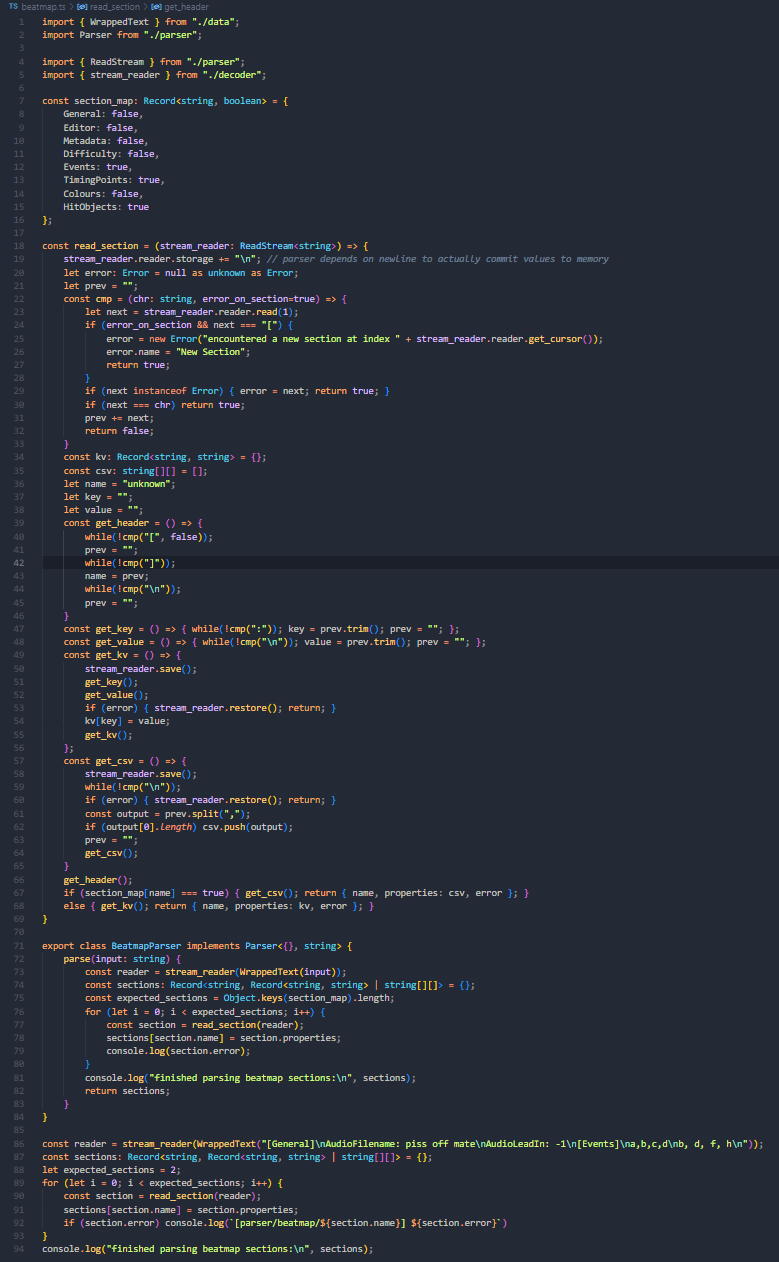 TS beatmap.ts > read_section > get_header
1 import { WrappedText } from "./data";
2 import Parser from "./parser";
3
4 import { ReadStream } from "./parser";
5 import { stream_reader } from "./decoder";
6
7 const section_map: Record<string, boolean> = {
8 General: false,
9 Editor: false,
10 Metadata: false,
11 Difficulty: false,
12 Events: true,
13 TimingPoints: true,
14 Colours: false,
15 HitObjects: true
16 };
17
18 const read_section = (stream_reader: ReadStream<string>) => {
19 stream_reader.reader.storage += "\n"; // parser depends on newline to actually commit values to memory
20 let error: Error = null as unknown as Error;
21 let prev = "";
22 const cmp = (chr: string, error_on_section=true) => {
23 let next = stream_reader.reader.read(1);
24 if (error_on_section && next === "[") {
25 error = new Error("encountered a new section at index " + stream_reader.reader.get_cursor());
26 error.name = "New Section";
27 return true;
28 }
29 if (next instanceof Error) { error = next; return true; }
30 if (next === chr) return true;
31 prev += next;
32 return false;
33 }
34 const kv: Record<string, string> = {};
35 const csv: string[][] = [];
36 let name = "unknown";
37 let key = "";
38 let value = "";
39 const get_header = () => {
40 while(!cmp("[", false));
41 prev = "";
42 while(!cmp("]"));
43 name = prev;
44 while(!cmp("\n"));
45 prev = "";
46 }
47 const get_key = () => { while(!cmp(":")); key = prev.trim(); prev = ""; };
48 const get_value = () => { while(!cmp("\n")); value = prev.trim(); prev = ""; };
49 const get_kv = () => {
50 stream_reader.save();
51 get_key();
52 get_value();
53 if (error) { stream_reader.restore(); return; }
54 kv[key] = value;
55 get_kv();
56 };
57 const get_csv = () => {
58 stream_reader.save();
59 while(!cmp("\n"));
60 if (error) { stream_reader.restore(); return; }
61 const output = prev.split(",");
62 if (output[0].length) csv.push(output);
63 prev = "";
64 get_csv();
65 }
66 get_header();
67 if (section_map[name] === true) { get_csv(); return { name, properties: csv, error }; }
68 else { get_kv(); return { name, properties: kv, error }; }
69 }
70
71 export class BeatmapParser implements Parser<{}, string> {
72 parse(input: string) {
73 const reader = stream_reader(WrappedText(input));
74 const sections: Record<string, Record<string, string> | string[][]> = {};
75 const expected_sections = Object.keys(section_map).length;
76 for (let i = 0; i < expected_sections; i++) {
77 const section = read_section(reader);
78 sections[section.name] = section.properties;
79 console.log(section.error);
80 }
81 console.log("finished parsing beatmap sections:\n", sections);
82 return sections;
83 }
84 }
85
86 const reader = stream_reader(WrappedText("[General]\nAudioFilename: piss off mate\nAudioLeadIn: -1\n[Events]\na,b,c,d\nb, d, f, h\n"));
87 const sections: Record<string, Record<string, string> | string[][]> = {};
88 let expected_sections = 2;
89 for (let i = 0; i < expected_sections; i++) {
90 const section = read_section(reader);
91 sections[section.name] = section.properties;
92 if (section.error) console.log(`[parser/beatmap/${section.name}] ${section.error}`)
93 }
94 console.log("finished parsing beatmap sections:\n", sections);